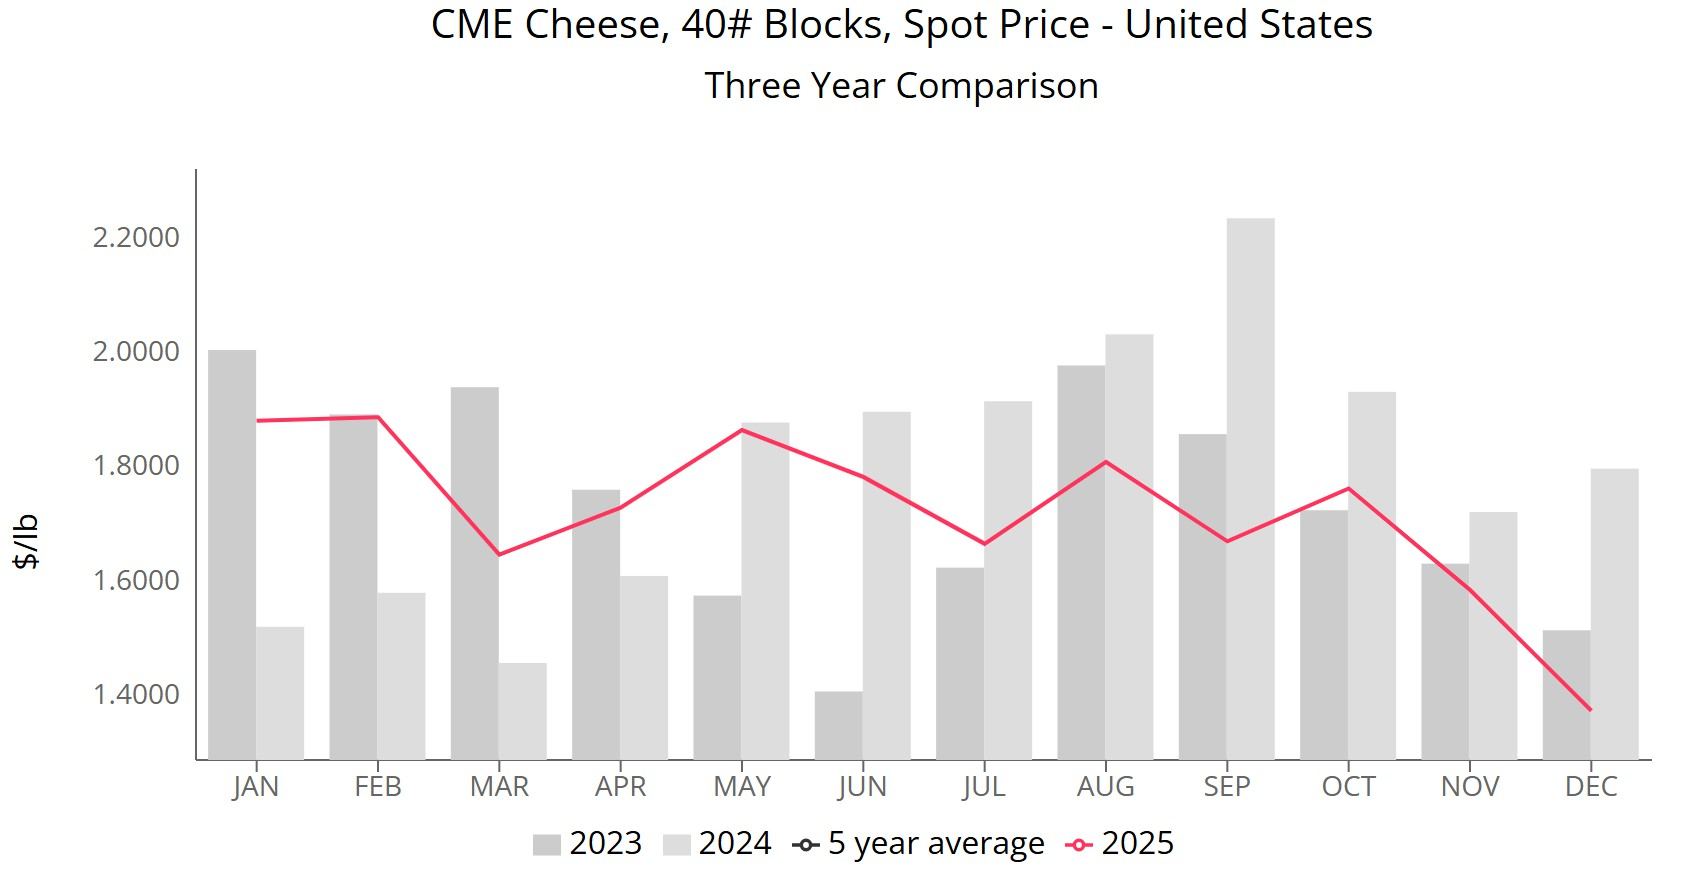 CME Cheese, 40# Blocks, Spot Price - United States
Three Year Comparison
$/lb
2.2000
2.0000
1.8000
1.6000
1.4000
JAN FEB MAR APR MAY JUN JUL AUG SEP OCT NOV DEC
2023 2024 5 year average 2025